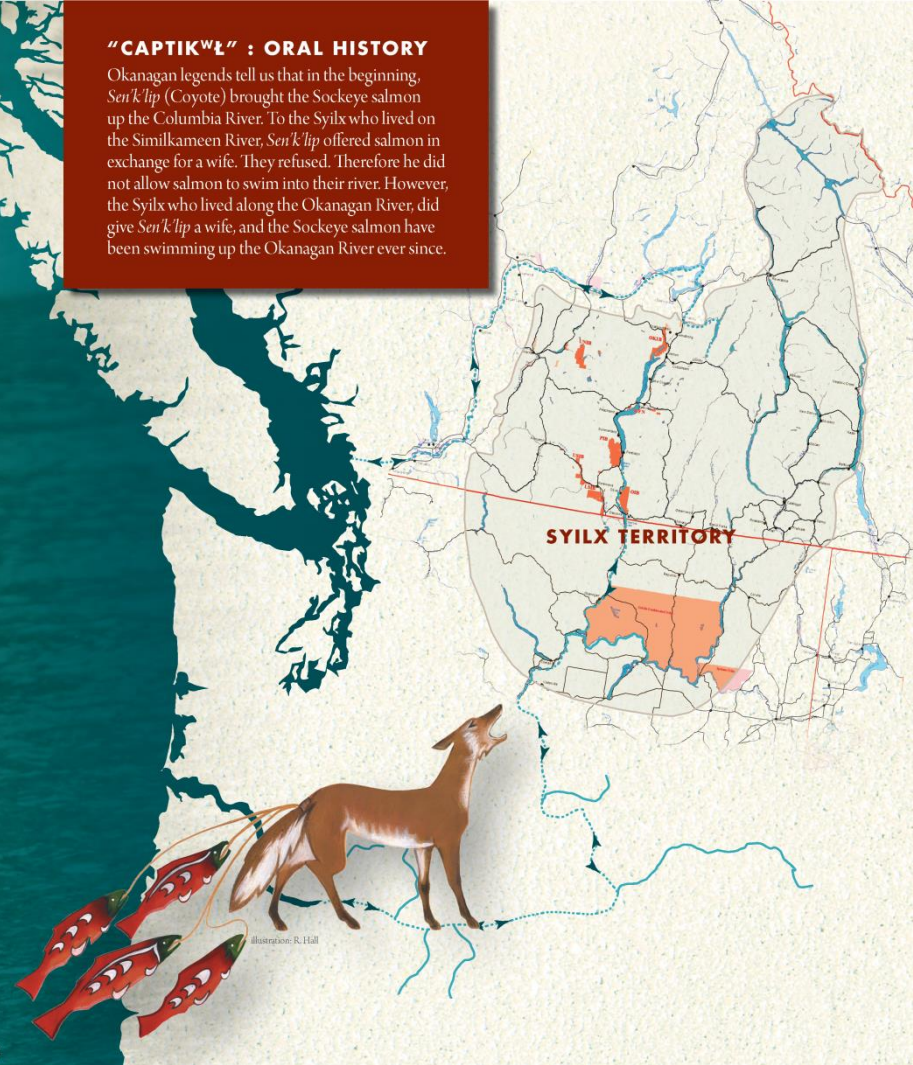 "CAPTIKʷŁ" : ORAL HISTORY
Okanagan legends tell us that in the beginning,
Sen'k'lip (Coyote) brought the Sockeye salmon
up the Columbia River. To the Syilx who lived on
the Similkameen River, Sen'k'lip offered salmon in
exchange for a wife. They refused. Therefore he did
not allow salmon to swim into their river. However,
the Syilx who lived along the Okanagan River, did
give Sen'k'lip a wife, and the Sockeye salmon have
been swimming up the Okanagan River ever since.
SYILX TERRITORY
illustration: R. Hall